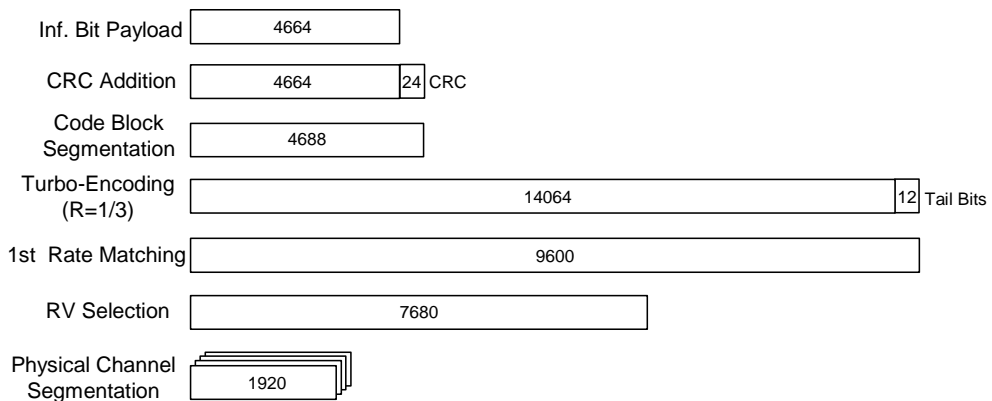 Inf. Bit Payload 4664
CRC Addition 4664 24 CRC
Code Block
Segmentation 4688
Turbo-Encoding
(R=1/3) 14064 12 Tail Bits
1st Rate Matching 9600
RV Selection 7680
Physical Channel
Segmentation 1920